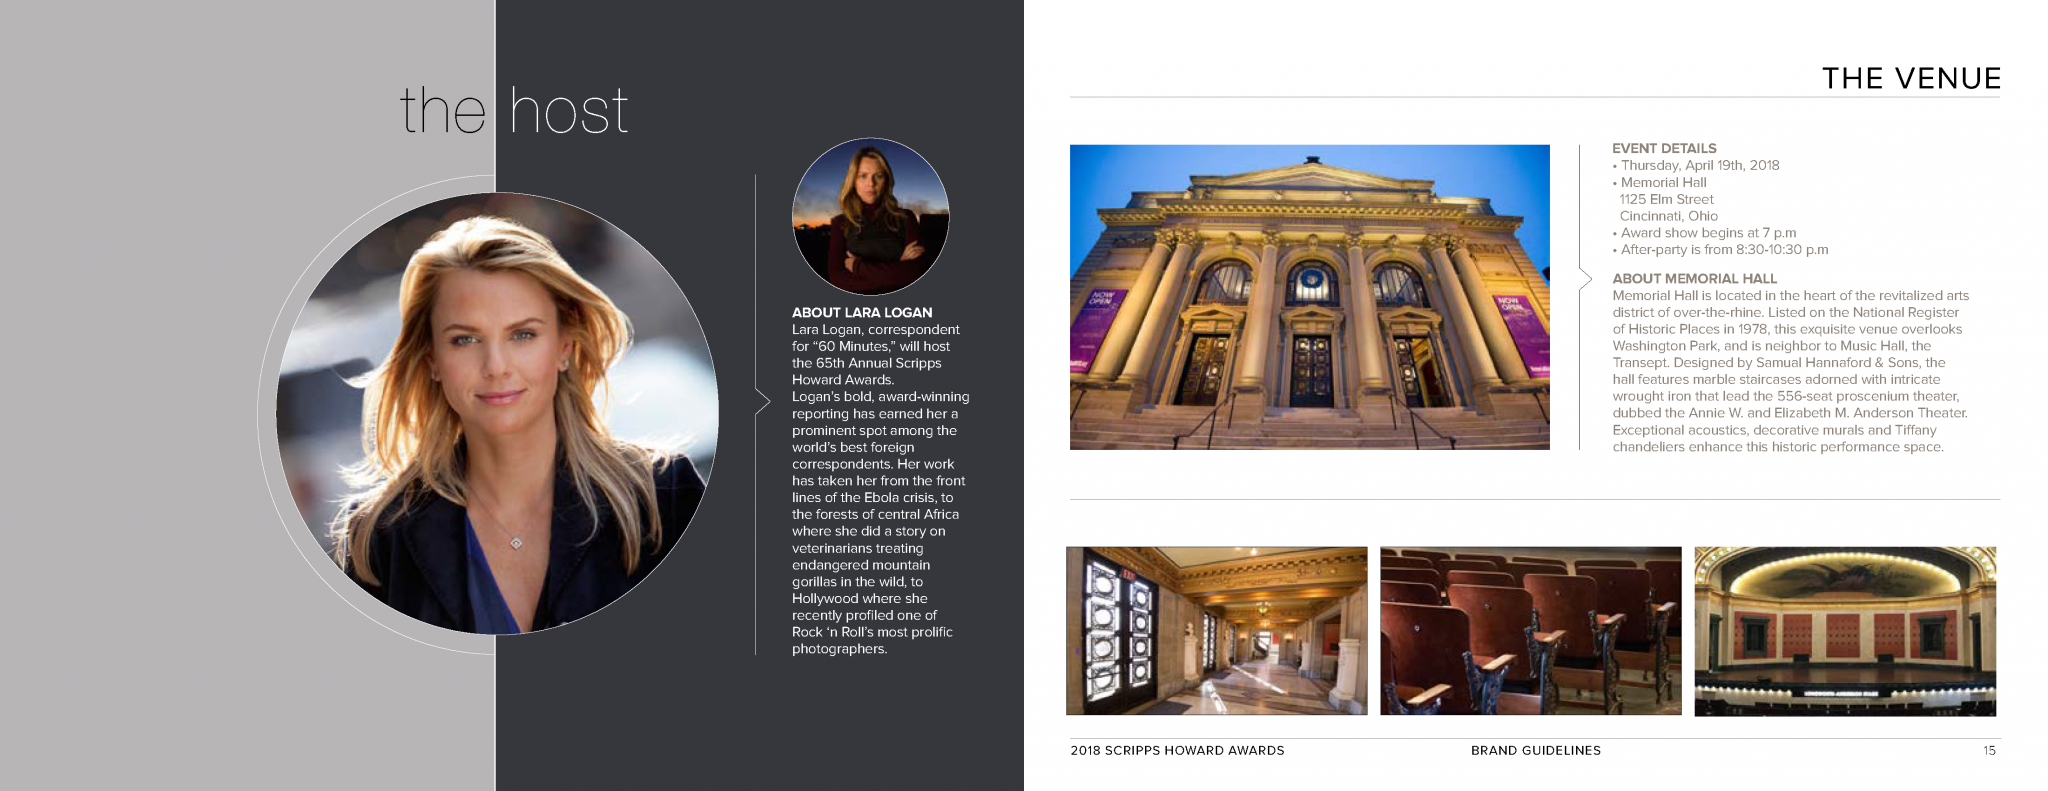 the host
ABOUT LARA LOGAN
Lara Logan, correspondent
for “60 Minutes,” will host
the 65th Annual Scripps
Howard Awards.
Logan’s bold, award-winning
reporting has earned her a
prominent spot among the
world’s best foreign
correspondents. Her work
has taken her from the front
lines of the Ebola crisis, to
the forests of central Africa
where she did a story on
veterinarians treating
endangered mountain
gorillas in the wild, to
Hollywood where she
recently profiled one of
Rock ‘n Roll’s most prolific
photographers.
THE VENUE
NOW
OPEN
NOW
OPEN
EVENT DETAILS
• Thursday, April 19th, 2018
• Memorial Hall
1125 Elm Street
Cincinnati, Ohio
• Award show begins at 7 p.m
• After-party is from 8:30-10:30 p.m
ABOUT MEMORIAL HALL
Memorial Hall is located in the heart of the revitalized arts
district of over-the-rhine. Listed on the National Register
of Historic Places in 1978, this exquisite venue overlooks
Washington Park, and is neighbor to Music Hall, the
Transept. Designed by Samual Hannaford & Sons, the
hall features marble staircases adorned with intricate
wrought iron that lead the 556-seat proscenium theater,
dubbed the Annie W. and Elizabeth M. Anderson Theater.
Exceptional acoustics, decorative murals and Tiffany
chandeliers enhance this historic performance space.
EXIT
2018 SCRIPPS HOWARD AWARDS
BRAND GUIDELINES
15